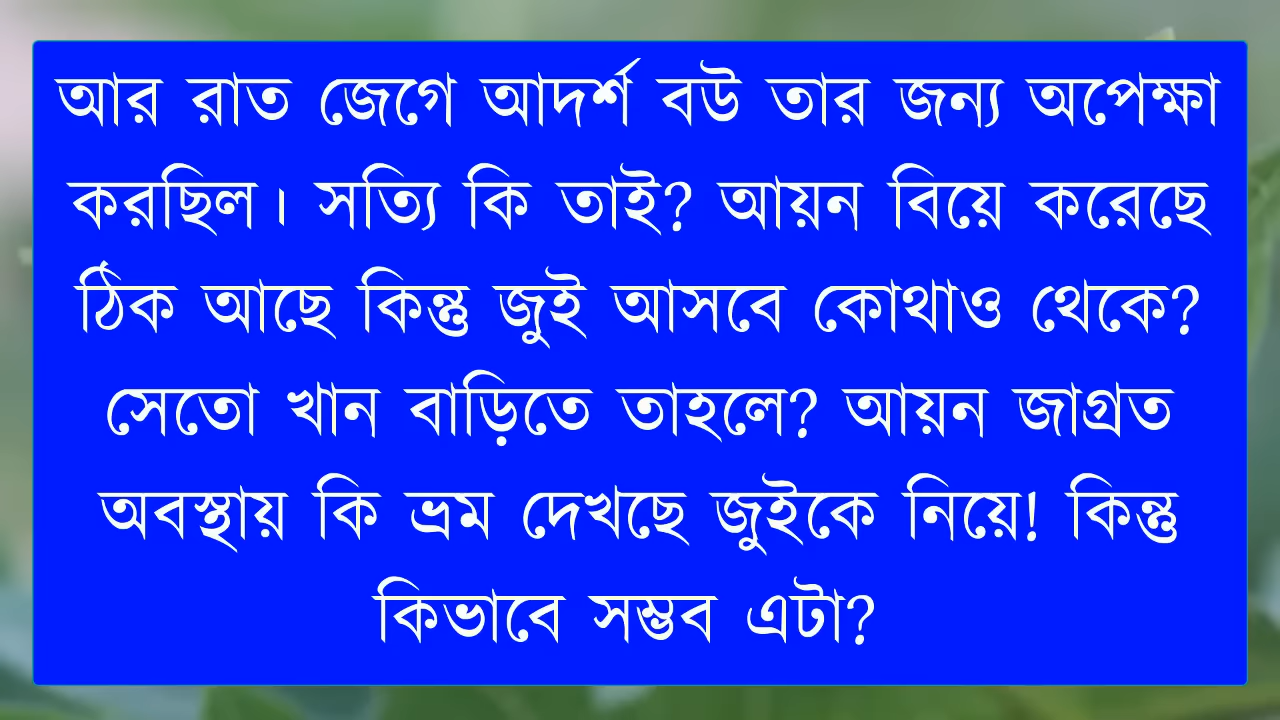 আর রাত জেগে আদর্শ বউ তার জন্য অপেক্ষা
করছিল। সত্যি কি তাই? আয়ন বিয়ে করেছে
ঠিক আছে কিন্তু জুই আসবে কোথাও থেকে?
সেতো খান বাড়িতে তাহলে? আয়ন জাগ্রত
অবস্থায় কি ভ্রম দেখছে জুইকে নিয়ে! কিন্তু
কিভাবে সম্ভব এটা?